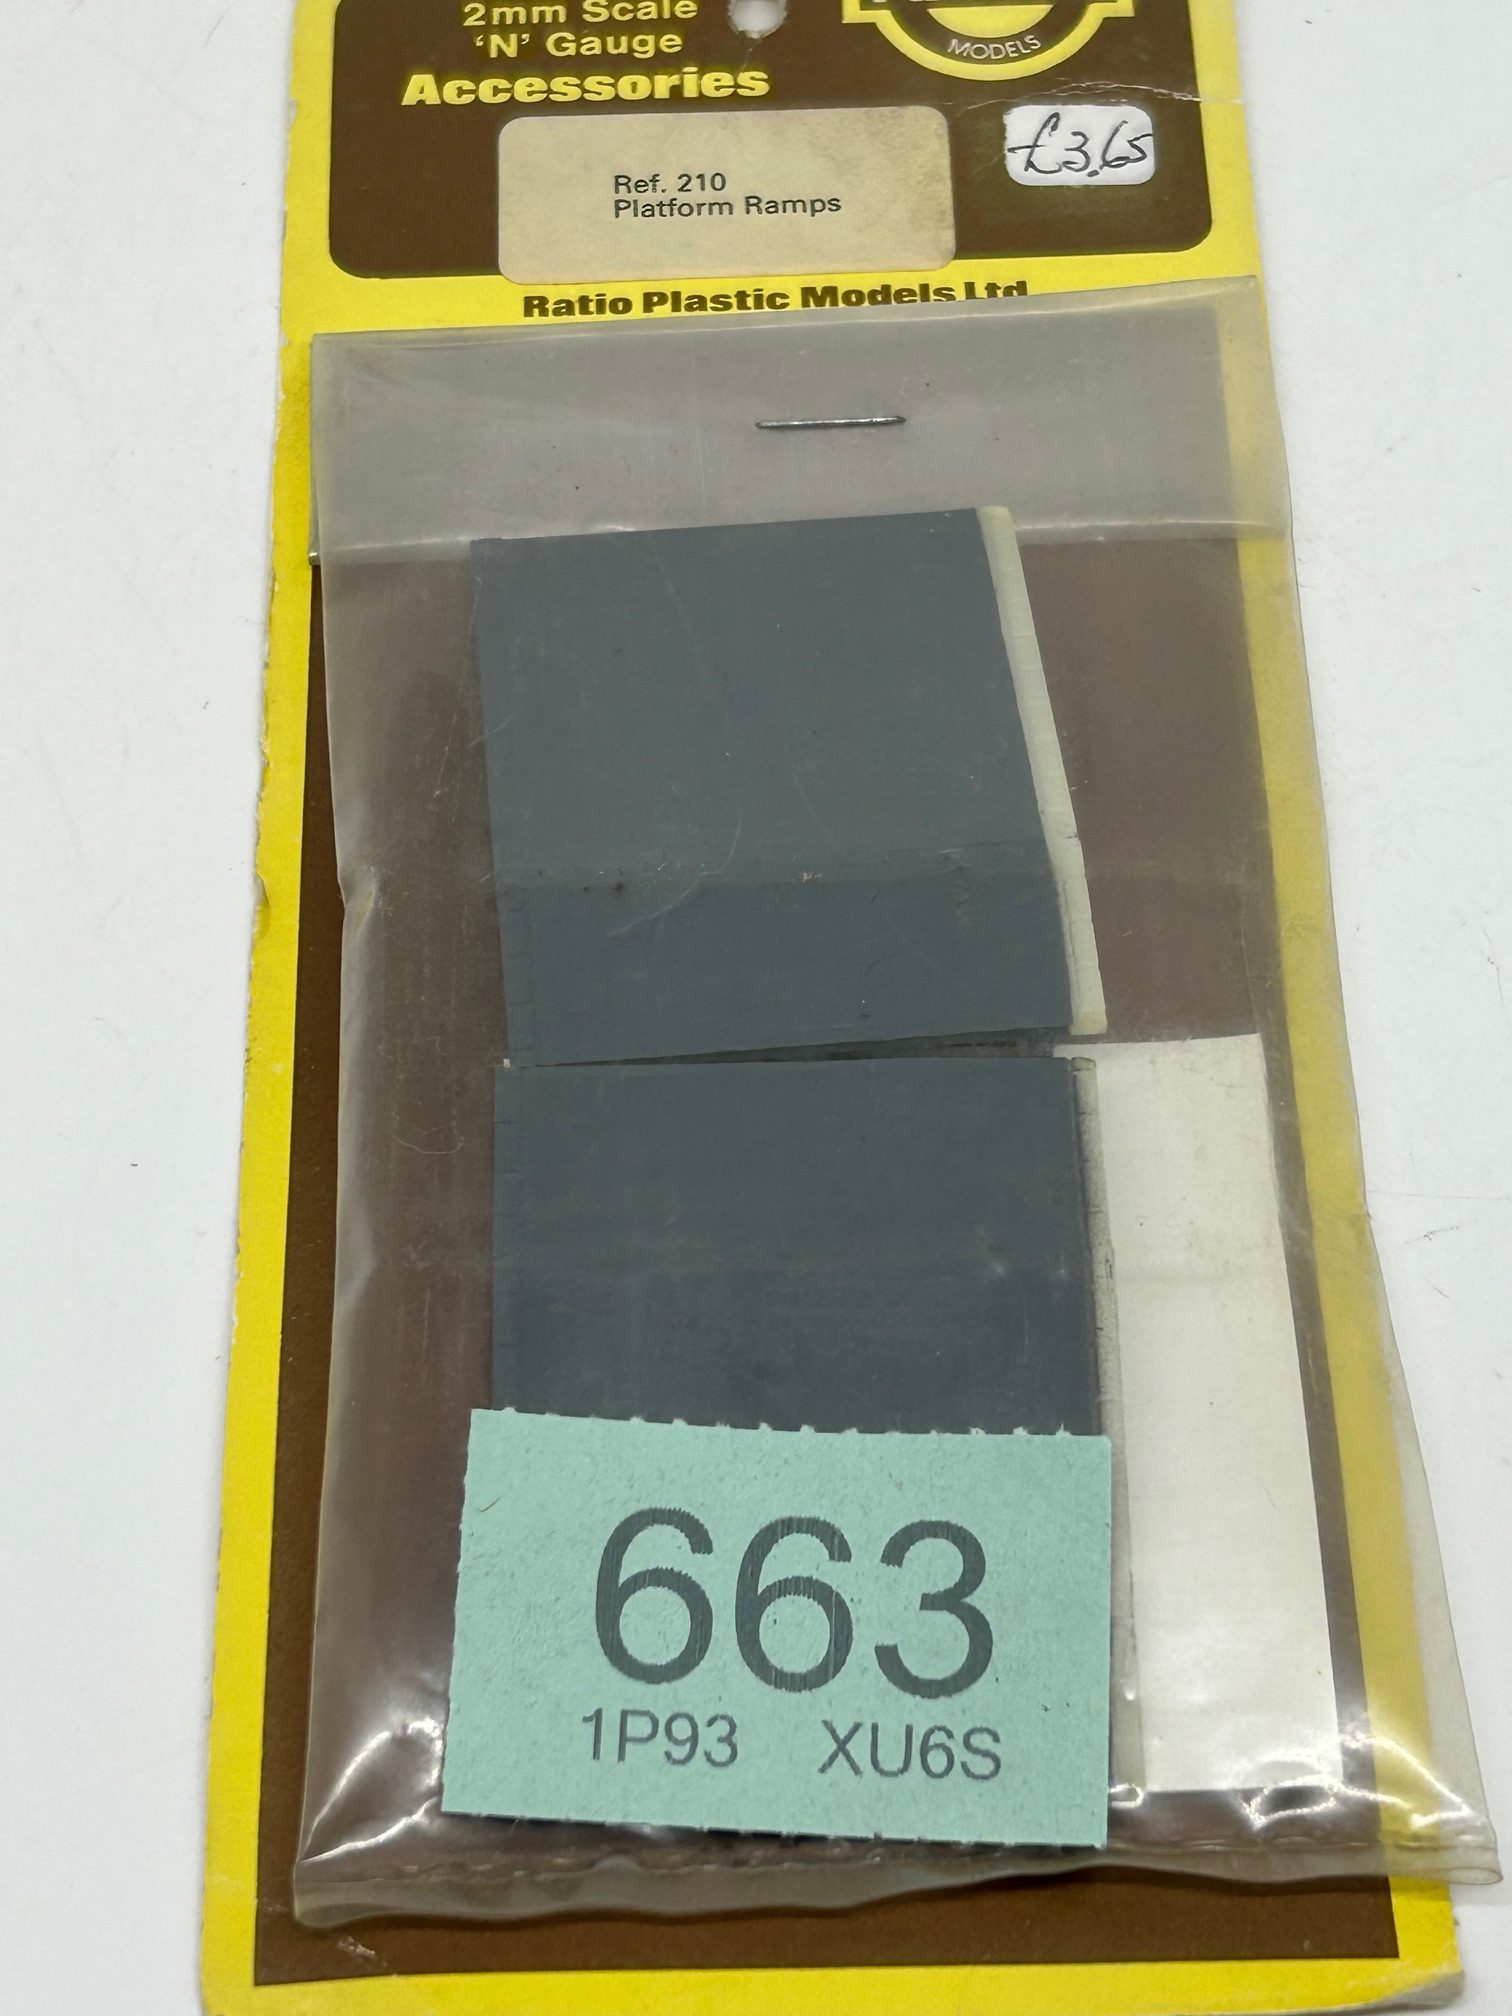 2mm Scale
‘N’ Gauge
Accessories
MODELS
£3.65
Ref. 210
Platform Ramps
Ratio Plastic Models Ltd
663
1P93 XU6S